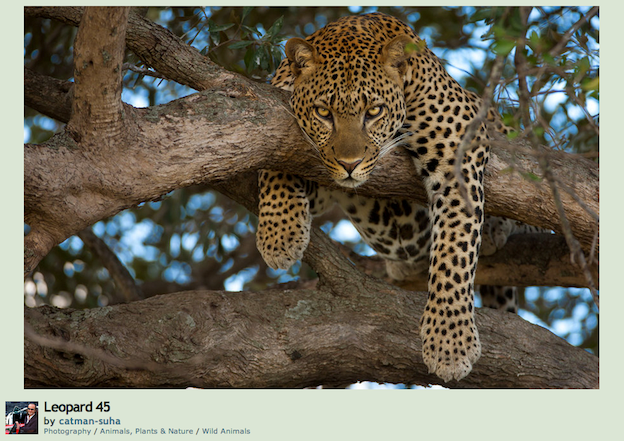 Leopard 45
by catman-suha
Photography / Animals, Plants & Nature / Wild Animals